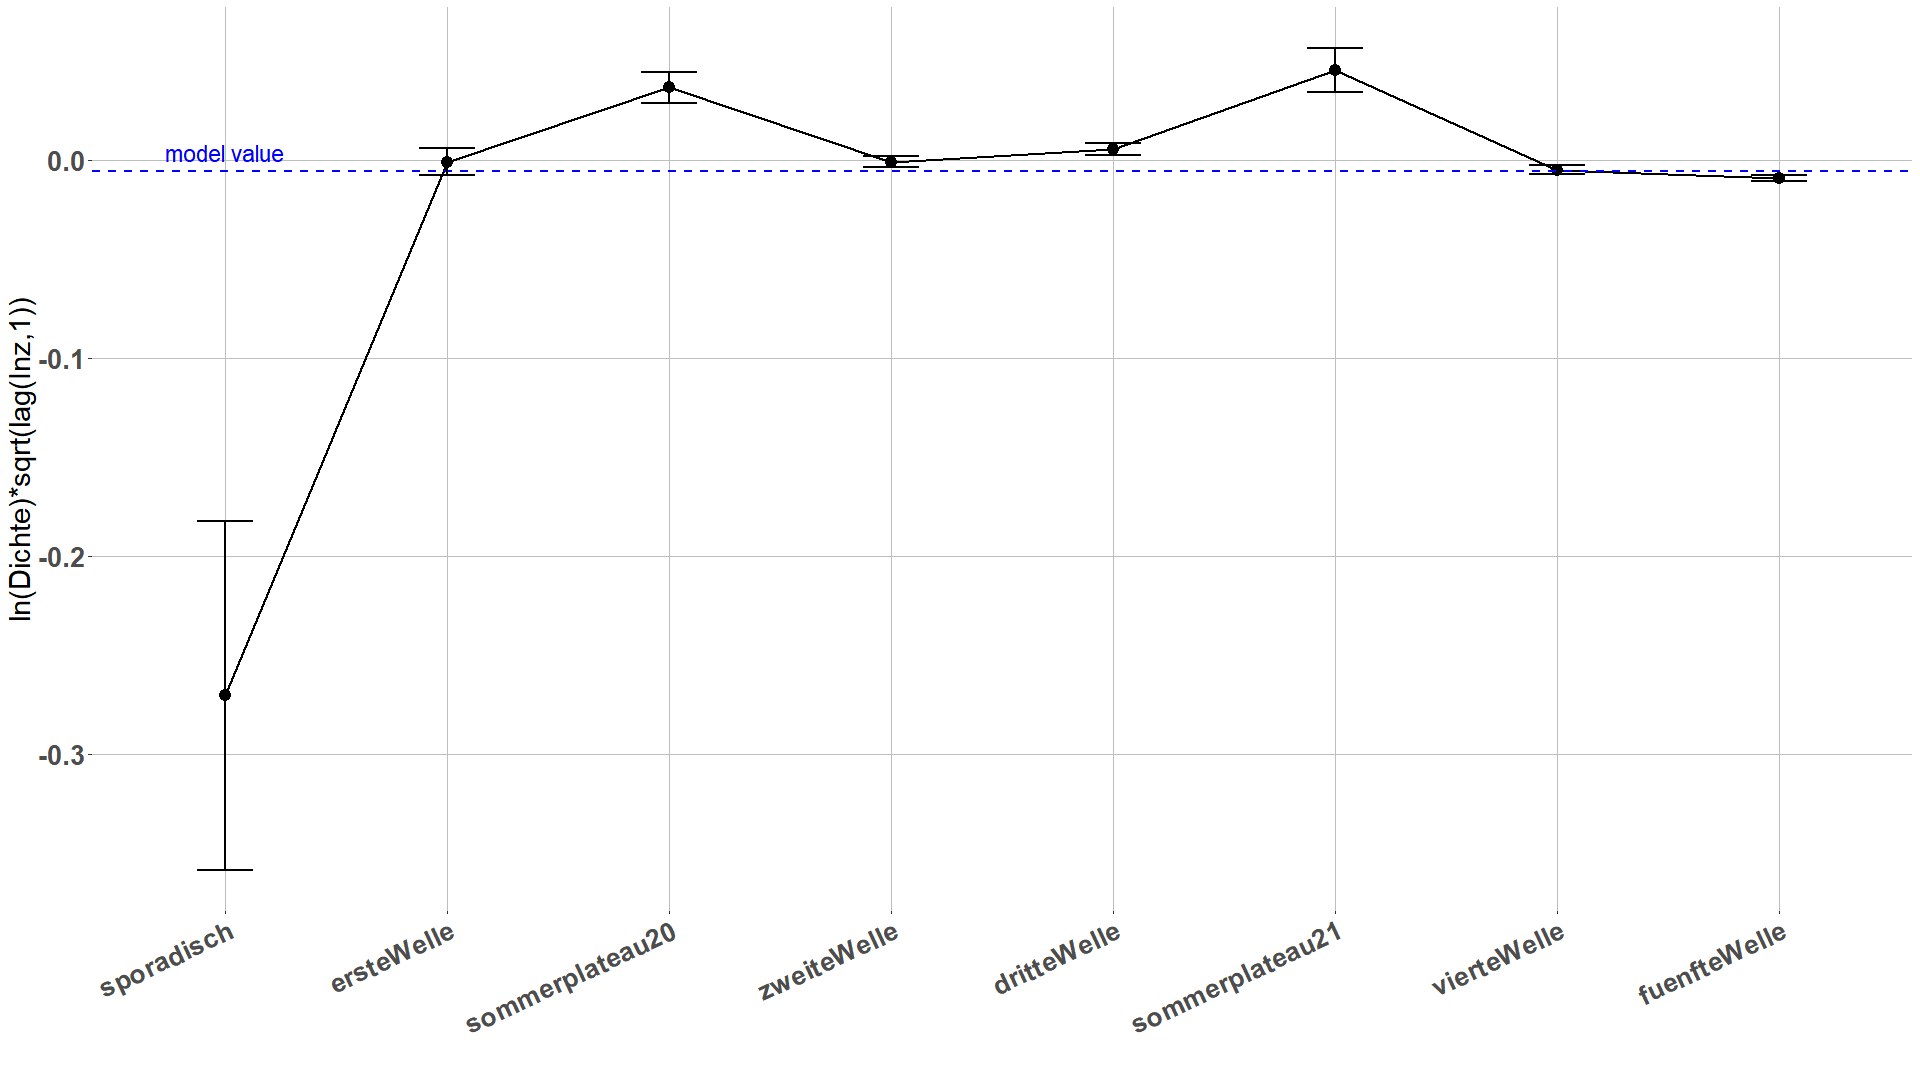 ln(Dichte)*sqrt(lag(Inz,1))
0.0
-0.1
-0.2
-0.3
model value
sporadisch
ersteWelle
sommerplateau20
zweiteWelle
dritteWelle
sommerplateau21
vierteWelle
fuenfteWelle